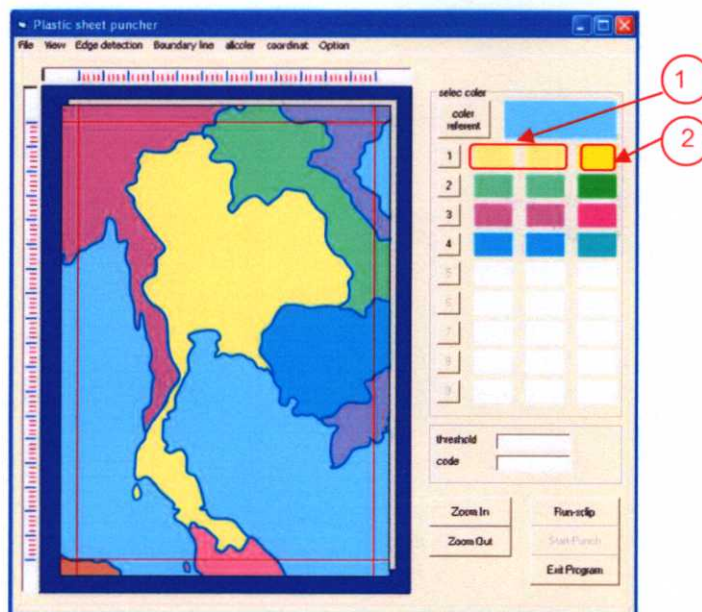 Plastic sheet puncher
File View Edge detection Boundary line allcoler coordinat Option
selec color
coler
referent
1
2
3
4
5
6
7
8
9
threshold
code
Zoom In
Run-sclip
Zoom Out
Start-Punch
Exit Program
1
2